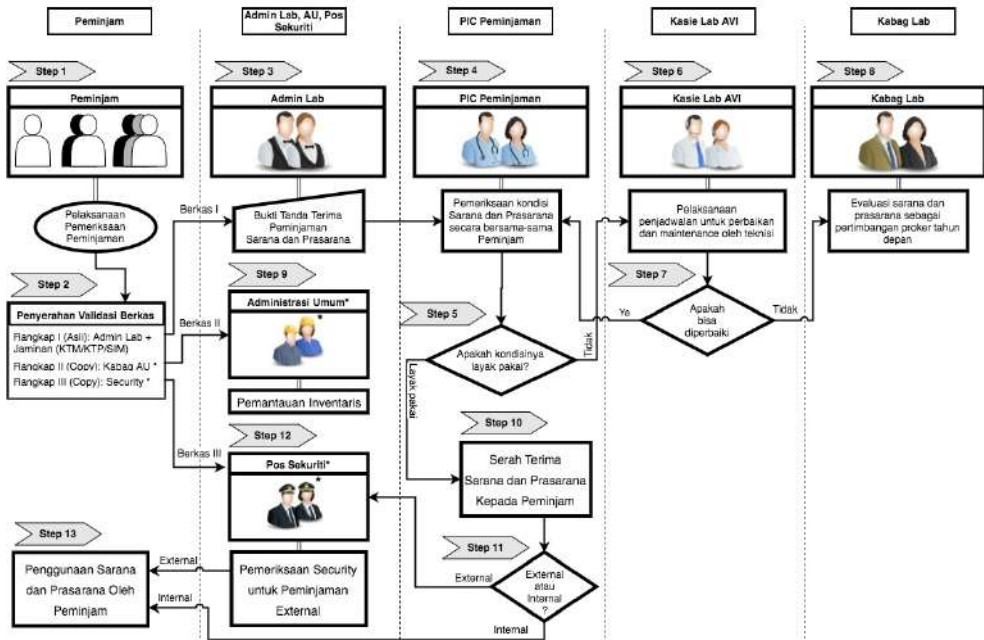 Peminjam
Admin Lab, AU, Pos
Sekuriti
PIC Peminjaman
Kasie Lab AVI
Kabag Lab
Step 1
Step 3
Step 4
Step 6
Step 8
Peminjam
Admin Lab
PIC Peminjaman
Kasie Lab AVI
Kabag Lab
Pelaksanaan
Pemeriksaan
Peminjaman
Berkas I
Bukti Tanda Terima
Peminjaman
Sarana dan Prasarana
Pemeriksaan kondisi
Sarana dan Prasarana
secara bersama-sama
Peminjam
Pelaksanaan
penjadwalan untuk perbaikan
dan maintenance oleh teknisi
Evaluasi sarana dan
prasarana sebagai
pertimbangan proker tahun
depan
Step 2
Penyerahan Validasi Berkas
Rangkap I (Asli): Admin Lab +
Jaminan (KTM/KTP/SIM)
Rangkap II (Copy): Kabag AU *
Rangkap III (Copy): Security *
Step 9
Berkas II
Administrasi Umum*
*
Pemantauan Inventaris
Step 5
Apakah kondisinya
layak pakai?
Tidak
Layak pakai
Step 7
Apakah
bisa
diperbaiki
Ya
Tidak
Step 12
Berkas III
Pos Sekuriti*
*
Step 10
Serah Terima
Sarana dan Prasarana
Kepada Peminjam
Step 11
External
atau
Internal
?
External
Internal
Pemeriksaan Security
untuk Peminjaman
External
Step 13
Penggunaan Sarana
dan Prasarana Oleh
Peminjam
External
Internal